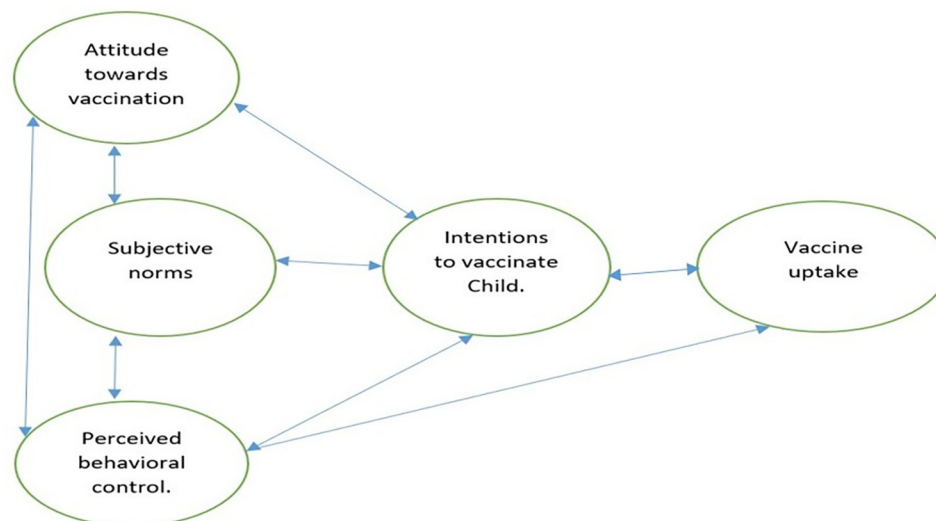 Attitude
towards
vaccination
Subjective
norms
Intentions
to vaccinate
Child.
Vaccine
uptake
Perceived
behavioral
control.